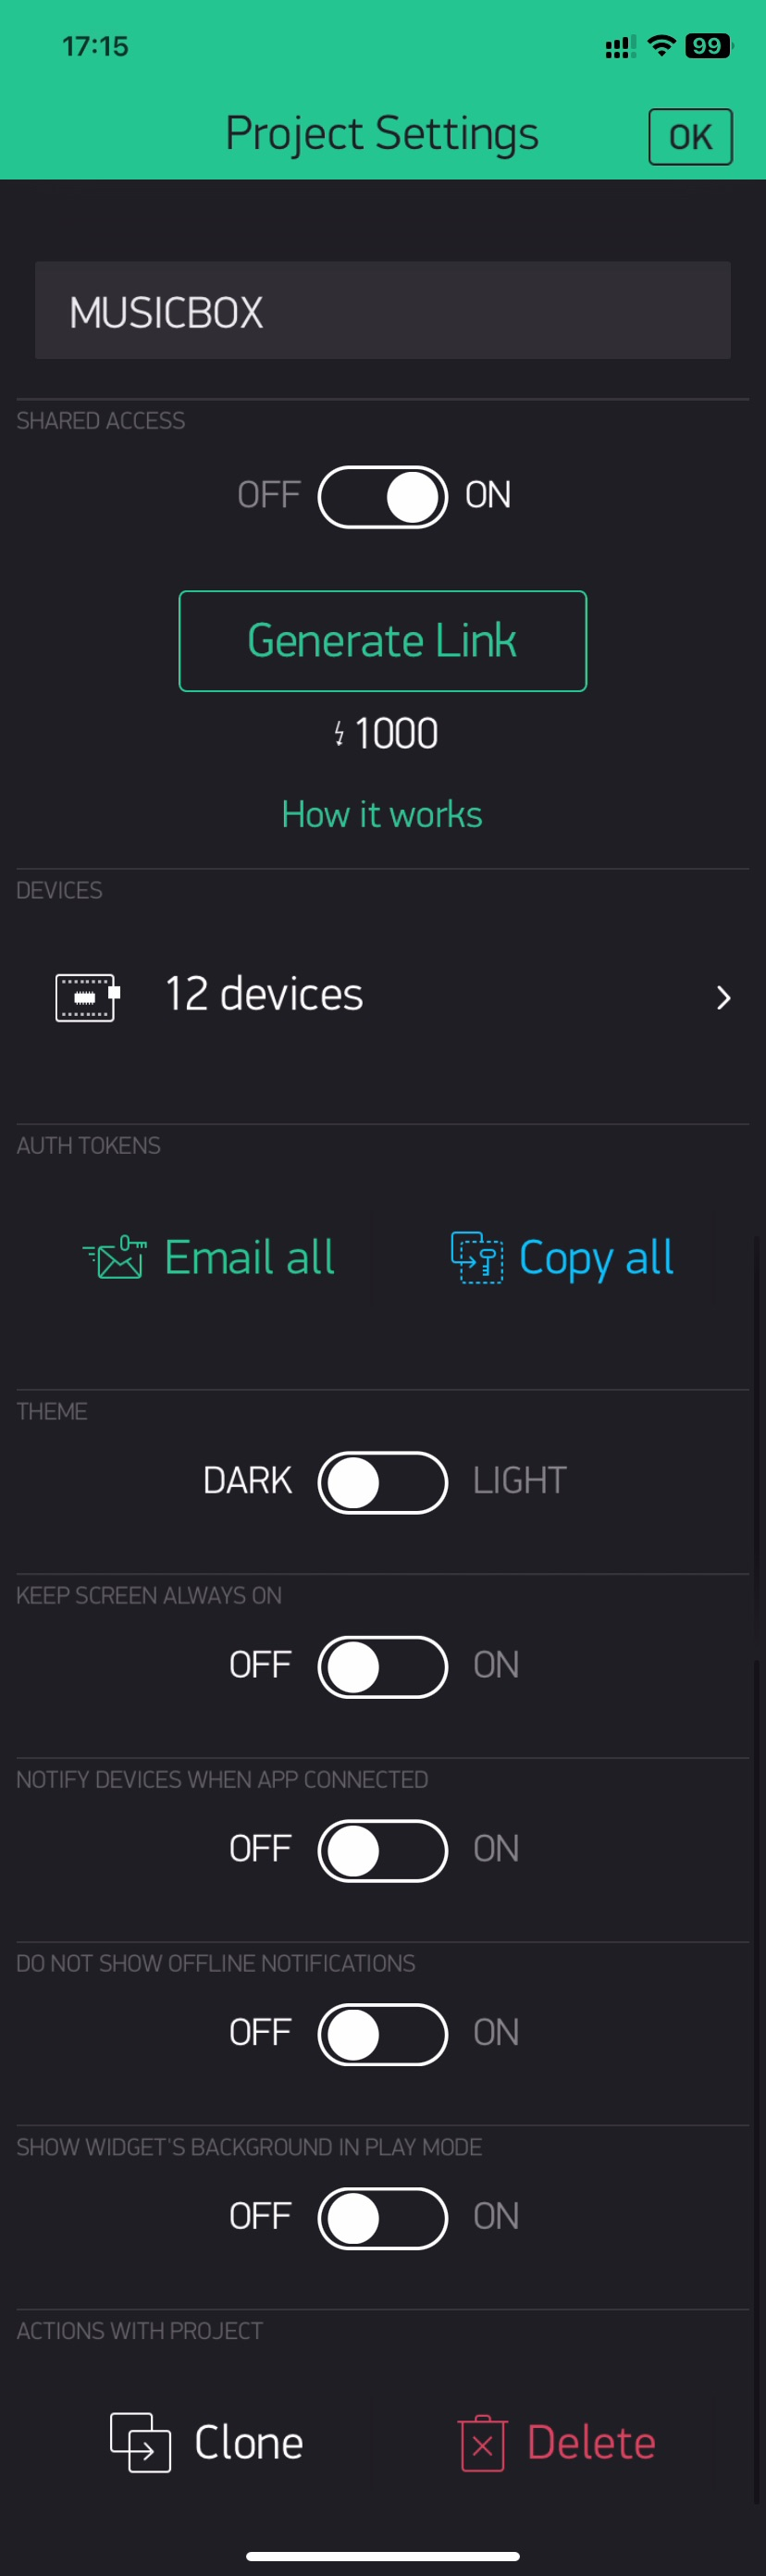 17:15
99
Project Settings
OK
MUSICBOX
SHARED ACCESS
OFF ON
Generate Link
1000
How it works
DEVICES
12 devices
AUTH TOKENS
Email all Copy all
THEME
DARK LIGHT
KEEP SCREEN ALWAYS ON
OFF ON
NOTIFY DEVICES WHEN APP CONNECTED
OFF ON
DO NOT SHOW OFFLINE NOTIFICATIONS
OFF ON
SHOW WIDGET'S BACKGROUND IN PLAY MODE
OFF ON
ACTIONS WITH PROJECT
Clone Delete